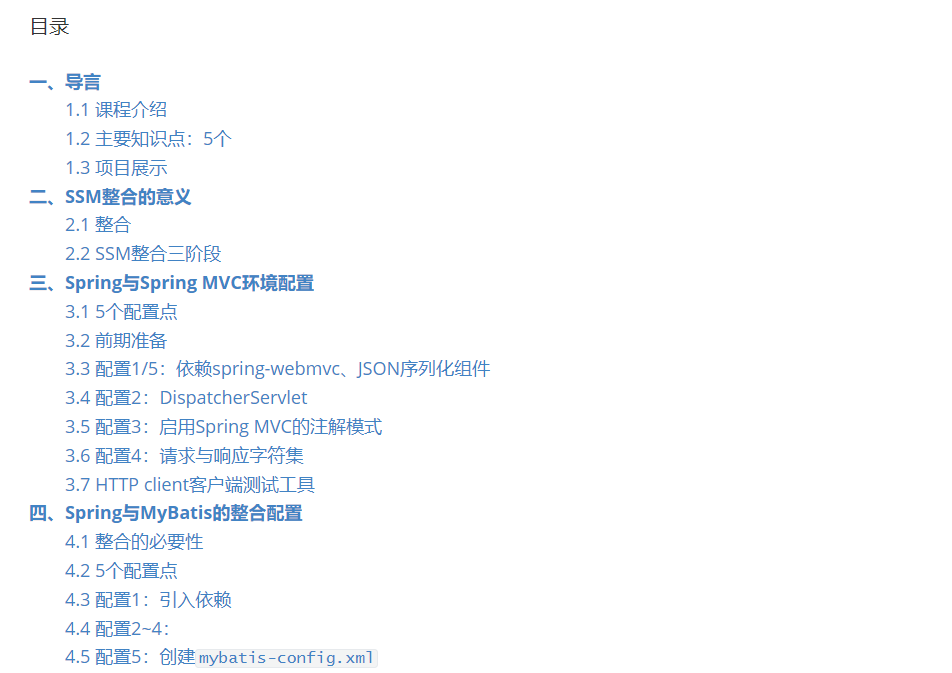 目录
一、导言
1.1 课程介绍
1.2 主要知识点：5个
1.3 项目展示
二、SSM整合的意义
2.1 整合
2.2 SSM整合三阶段
三、Spring与Spring MVC环境配置
3.1 5个配置点
3.2 前期准备
3.3 配置1/5：依赖spring-webmvc、JSON序列化组件
3.4 配置2：DispatcherServlet
3.5 配置3：启用Spring MVC的注解模式
3.6 配置4：请求与响应字符集
3.7 HTTP client客户端测试工具
四、Spring与MyBatis的整合配置
4.1 整合的必要性
4.2 5个配置点
4.3 配置1：引入依赖
4.4 配置2~4：
4.5 配置5：创建mybatis-config.xml